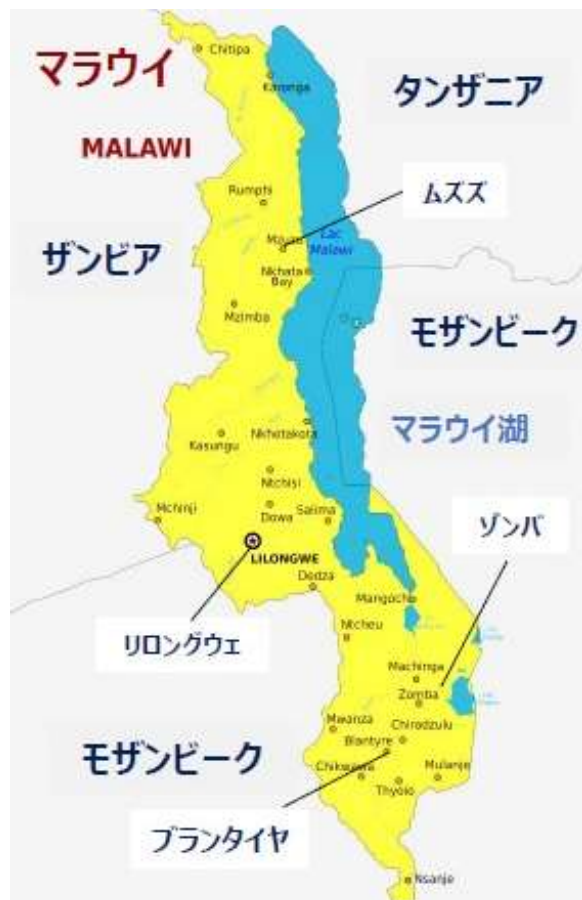 マラウイ
Chitipa
Karonga
タンザニア
MALAWI
ムズズ
Rumphi
Mzuzu
Lac
Malawi
ザンビア
Nkhata
Bay
Mzimba
モザンビーク
マラウイ湖
Nkhotakota
Kasungu
Ntchisi
Mchinji
Dowa
Salima
ゾンバ
LILONGWE
Dedza
Mangochi
Ntcheu
リロングウェ
Machinga
Zomba
Mwanza
Chiradzulu
Blantyre
モザンビーク
Chikwawa
Mulanje
Thyolo
ブランタイヤ
Nsanje